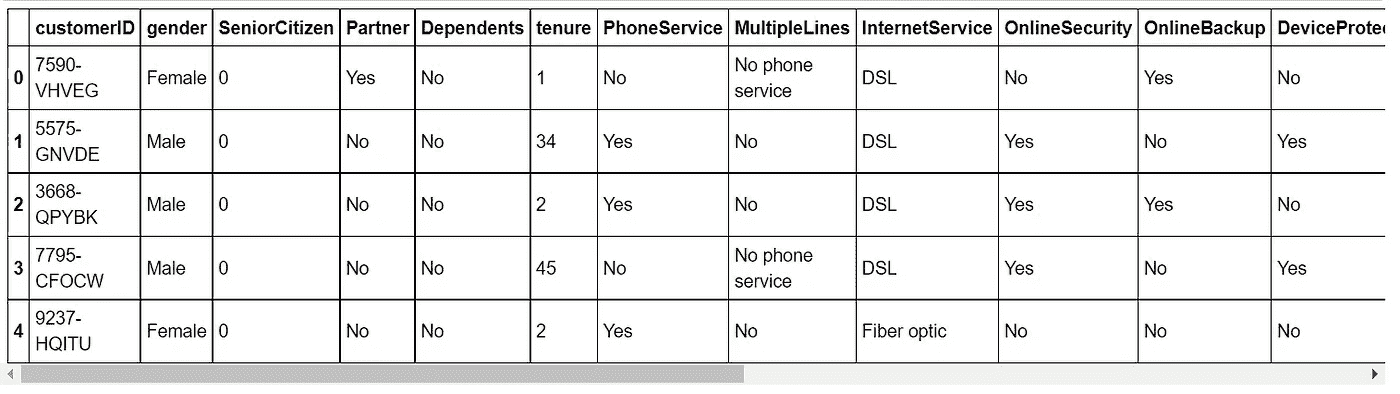 customerID gender SeniorCitizen Partner Dependents tenure PhoneService MultipleLines InternetService OnlineSecurity OnlineBackup DeviceProtec
0 7590-VHVEG Female 0 Yes No 1 No No phone service DSL No Yes No
1 5575-GNVDE Male 0 No No 34 Yes No DSL Yes No Yes
2 3668-QPYBK Male 0 No No 2 Yes No DSL Yes Yes No
3 7795-CFOCW Male 0 No No 45 No No phone service DSL Yes No Yes
4 9237-HQITU Female 0 No No 2 Yes No Fiber optic No No No